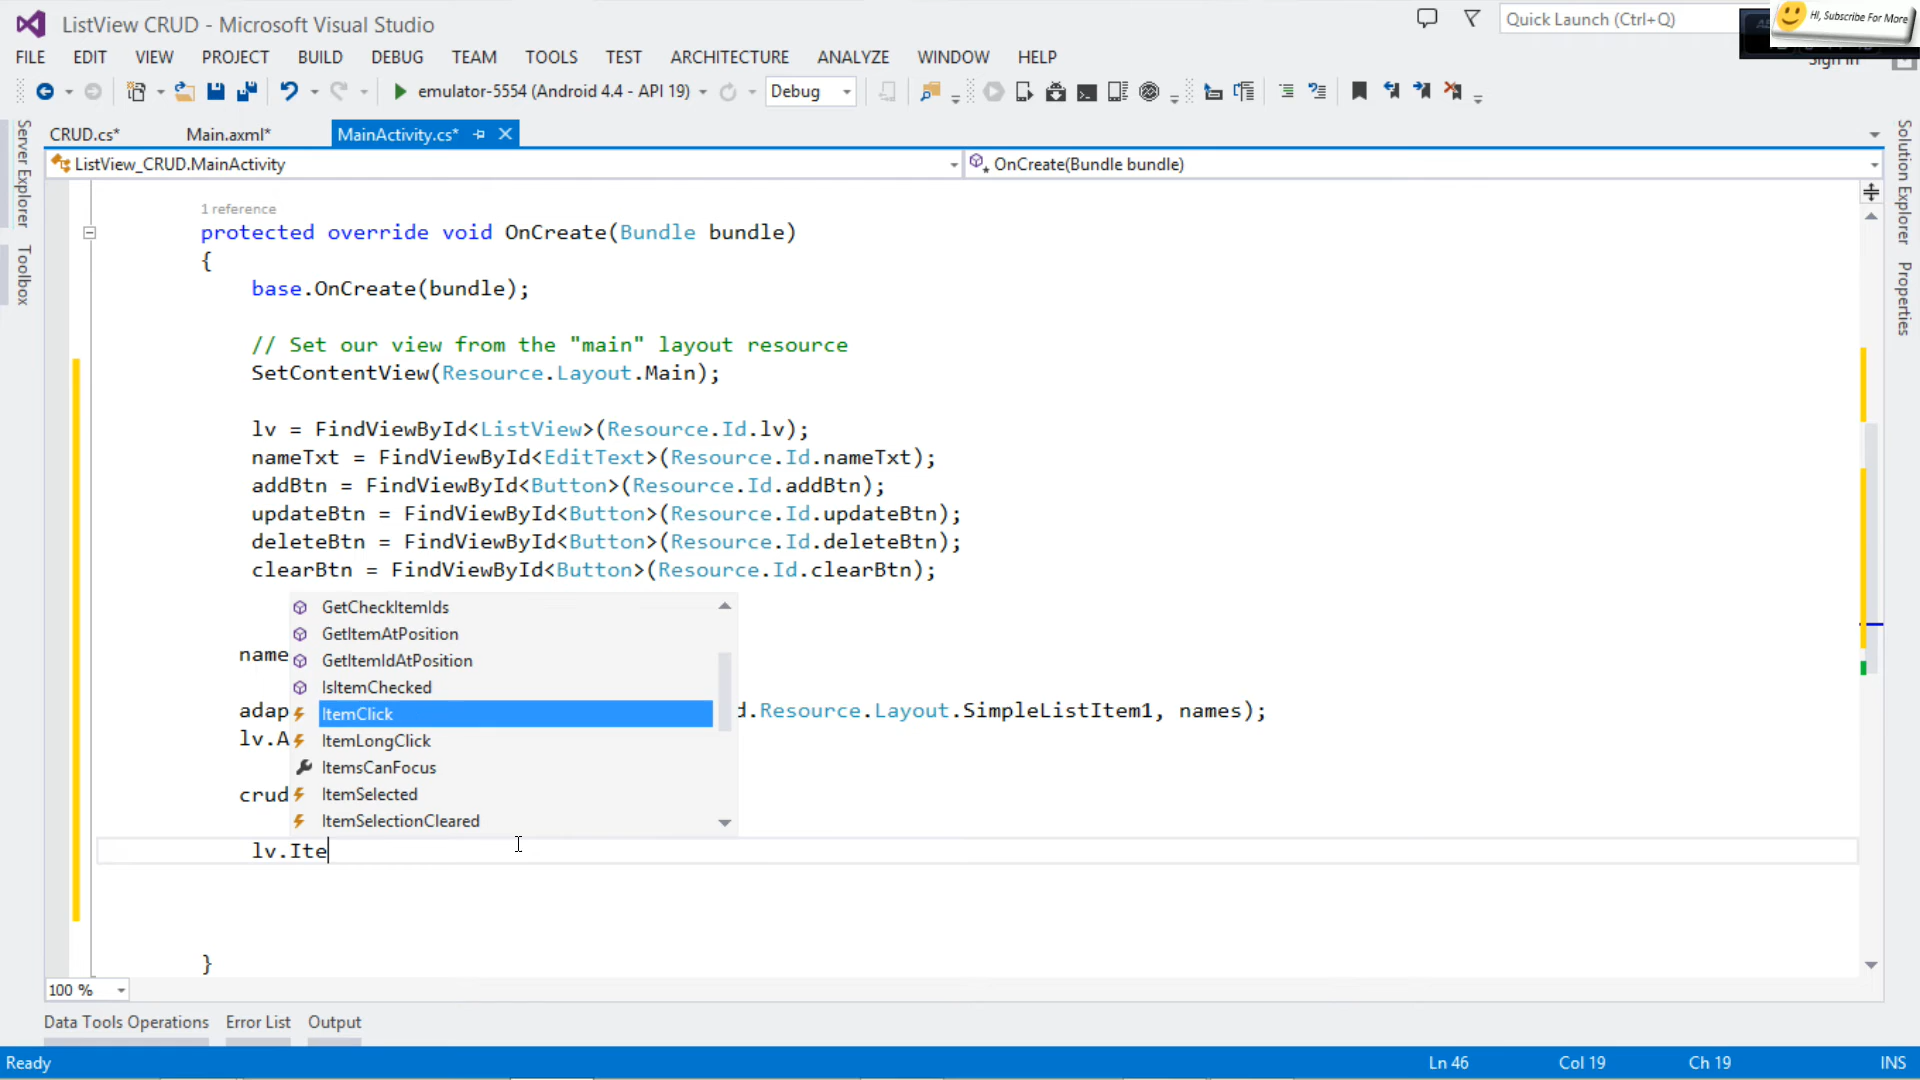 ListView CRUD - Microsoft Visual Studio
Quick Launch (Ctrl+Q)
HI, Subscribe For More
FILE EDIT VIEW PROJECT BUILD DEBUG TEAM TOOLS TEST ARCHITECTURE ANALYZE WINDOW HELP
Sign in
emulator-5554 (Android 4.4 - API 19) Debug
CRUD.cs* Main.axml* MainActivity.cs*
ListView_CRUD.MainActivity OnCreate(Bundle bundle)
Server Explorer
Toolbox
Solution Explorer
Properties
1 reference
protected override void OnCreate(Bundle bundle)
{
base.OnCreate(bundle);
// Set our view from the "main" layout resource
SetContentView(Resource.Layout.Main);
lv = FindViewById<ListView>(Resource.Id.lv);
nameTxt = FindViewById<EditText>(Resource.Id.nameTxt);
addBtn = FindViewById<Button>(Resource.Id.addBtn);
updateBtn = FindViewById<Button>(Resource.Id.updateBtn);
deleteBtn = FindViewById<Button>(Resource.Id.deleteBtn);
clearBtn = FindViewById<Button>(Resource.Id.clearBtn);
GetCheckItemIds
GetItemAtPosition
name
GetItemIdAtPosition
IsItemChecked
adap
ItemClick
d.Resource.Layout.SimpleListItem1, names);
lv.A
ItemLongClick
ItemsCanFocus
crud
ItemSelected
ItemSelectionCleared
lv.Ite
}
100 %
Data Tools Operations Error List Output
Ready Ln 46 Col 19 Ch 19 INS